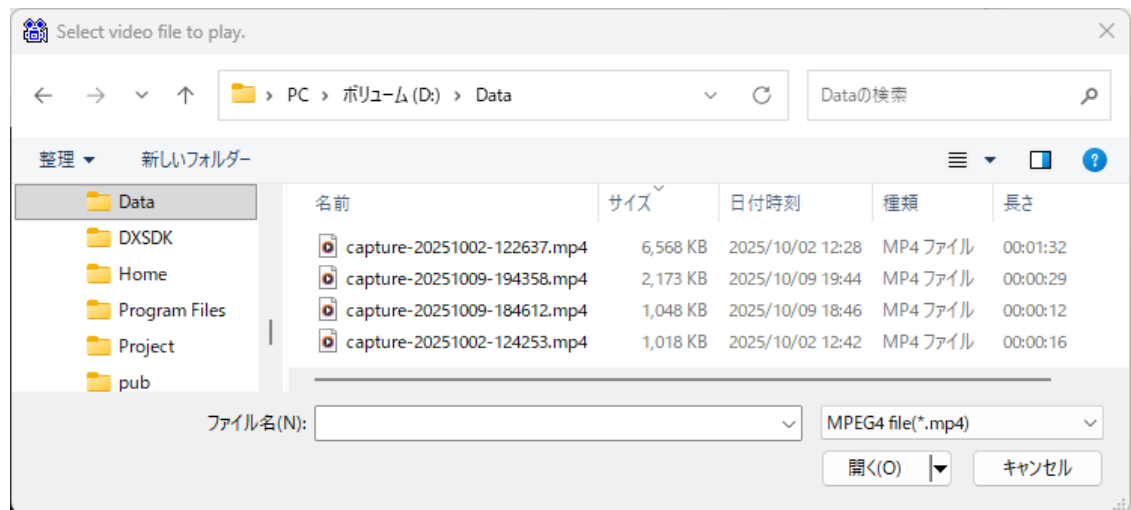 Select video file to play.
PC › ボリューム (D:) › Data
Dataの検索
整理 新しいフォルダー
Data
DXSDK
Home
Program Files
Project
pub
名前 サイズ 日付時刻 種類 長さ
capture-20251002-122637.mp4 6,568 KB 2025/10/02 12:28 MP4 ファイル 00:01:32
capture-20251009-194358.mp4 2,173 KB 2025/10/09 19:44 MP4 ファイル 00:00:29
capture-20251009-184612.mp4 1,048 KB 2025/10/09 18:46 MP4 ファイル 00:00:12
capture-20251002-124253.mp4 1,018 KB 2025/10/02 12:42 MP4 ファイル 00:00:16
ファイル名(N): MPEG4 file(*.mp4)
開く(O) キャンセル